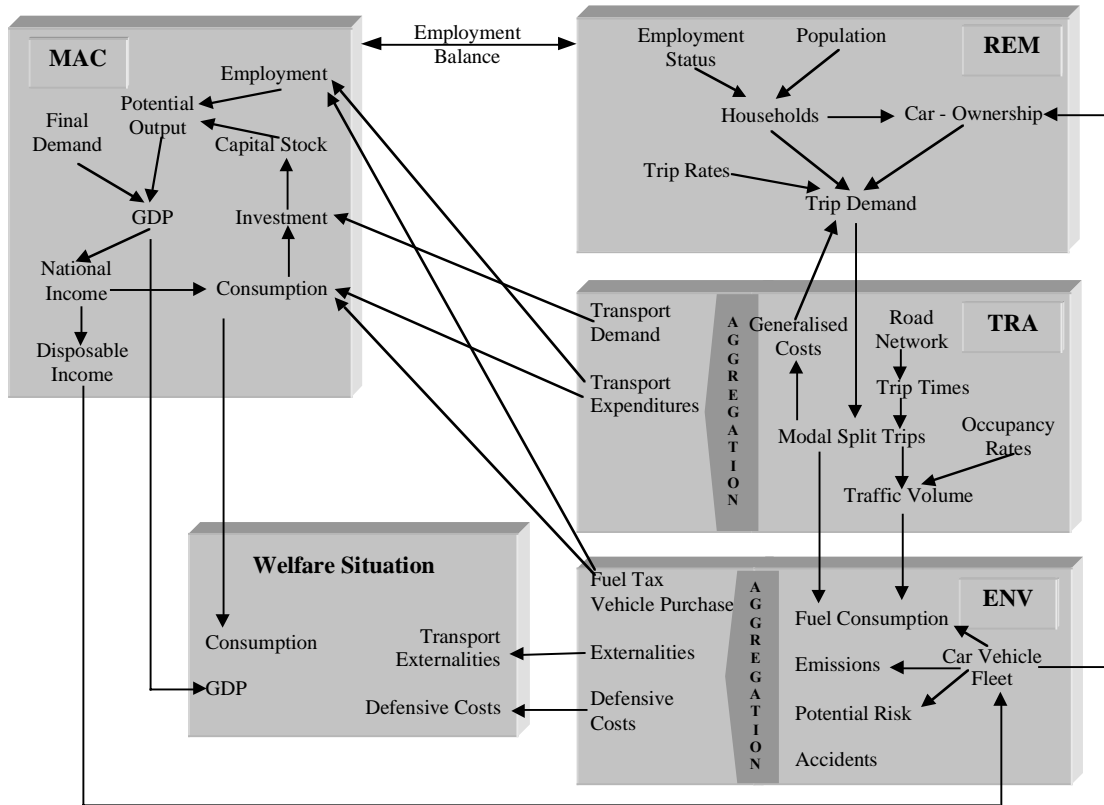 MAC
Employment
Potential
Output
Final
Demand
Capital Stock
GDP
Investment
National
Income
Consumption
Disposable
Income
Employment
Balance
REM
Employment
Status
Population
Households
Car - Ownership
Trip Rates
Trip Demand
TRA
Transport
Demand
Transport
Expenditures
AGGREGATION
Generalised
Costs
Road
Network
Trip Times
Modal Split Trips
Occupancy
Rates
Traffic Volume
Welfare Situation
Consumption
GDP
Transport
Externalities
Defensive Costs
ENV
Fuel Tax
Vehicle Purchase
Externalities
Defensive
Costs
AGGREGATION
Fuel Consumption
Emissions
Car Vehicle
Fleet
Potential Risk
Accidents